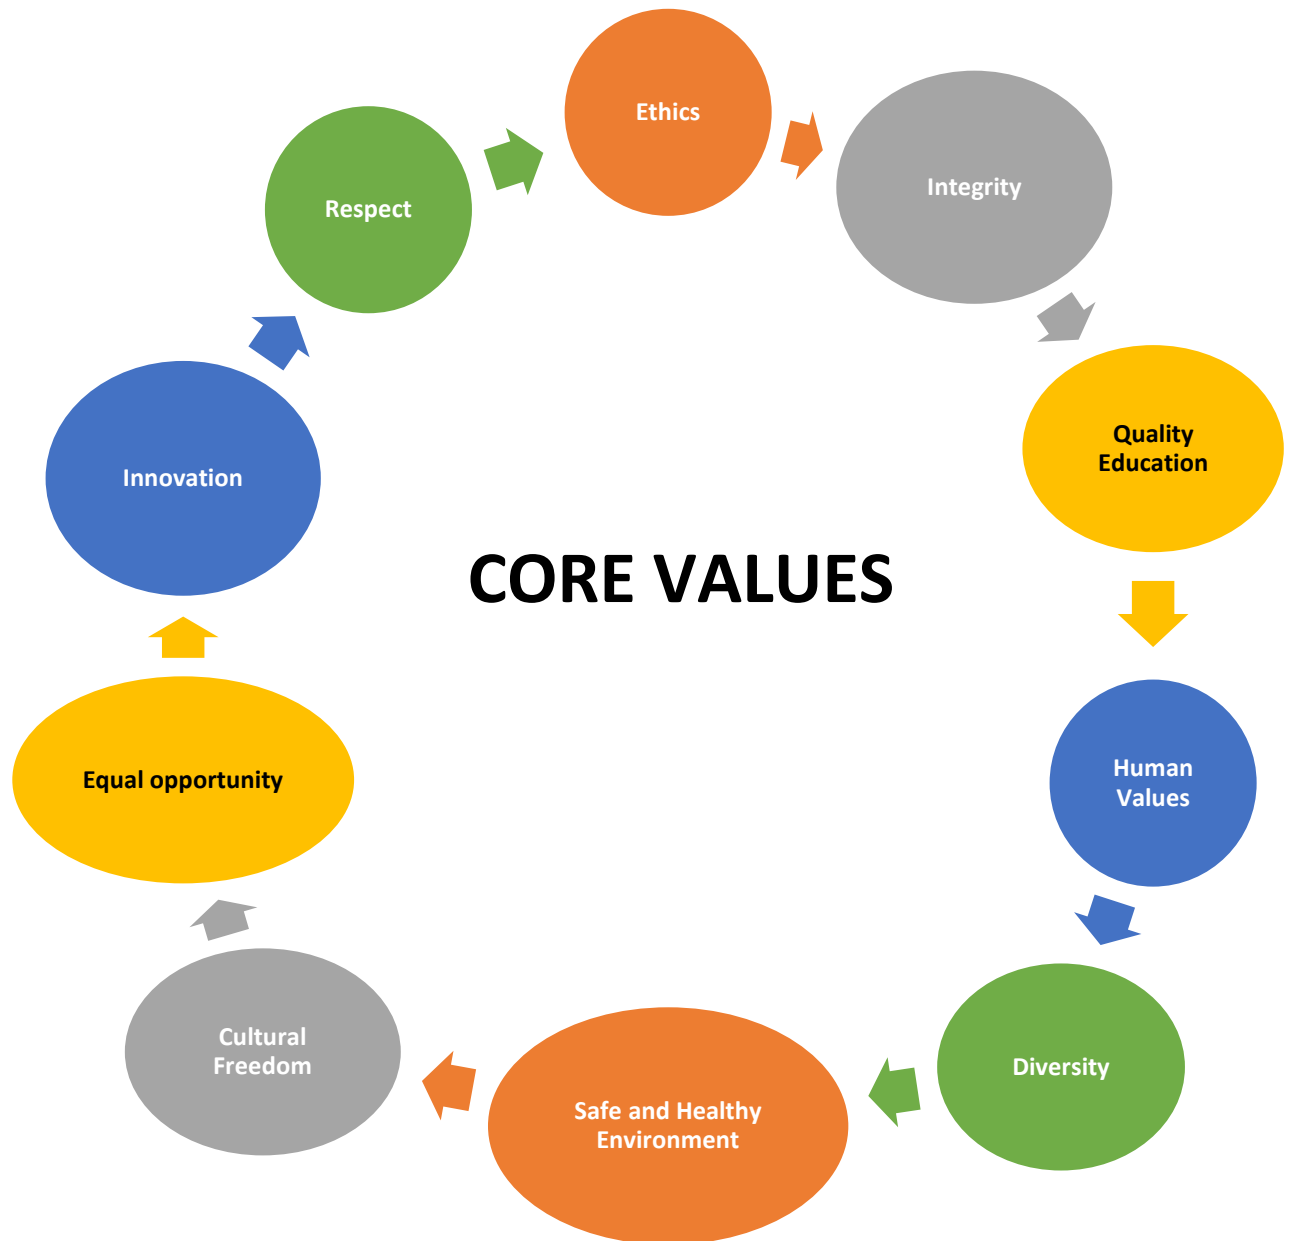 Ethics
Integrity
Quality
Education
Human
Values
Diversity
Safe and Healthy
Environment
Cultural
Freedom
Equal opportunity
Innovation
Respect
CORE VALUES